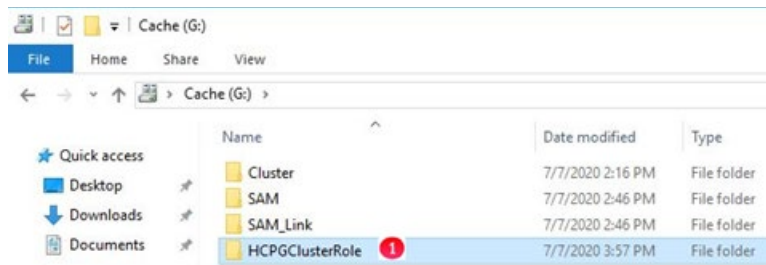 Cache (G:)
File Home Share View
Cache (G:)
Name Date modified Type
Quick access
Cluster 7/7/2020 2:16 PM File folder
Desktop
SAM 7/7/2020 2:46 PM File folder
Downloads
SAM_Link 7/7/2020 2:46 PM File folder
Documents
HCPGClusterRole 1 7/7/2020 3:57 PM File folder